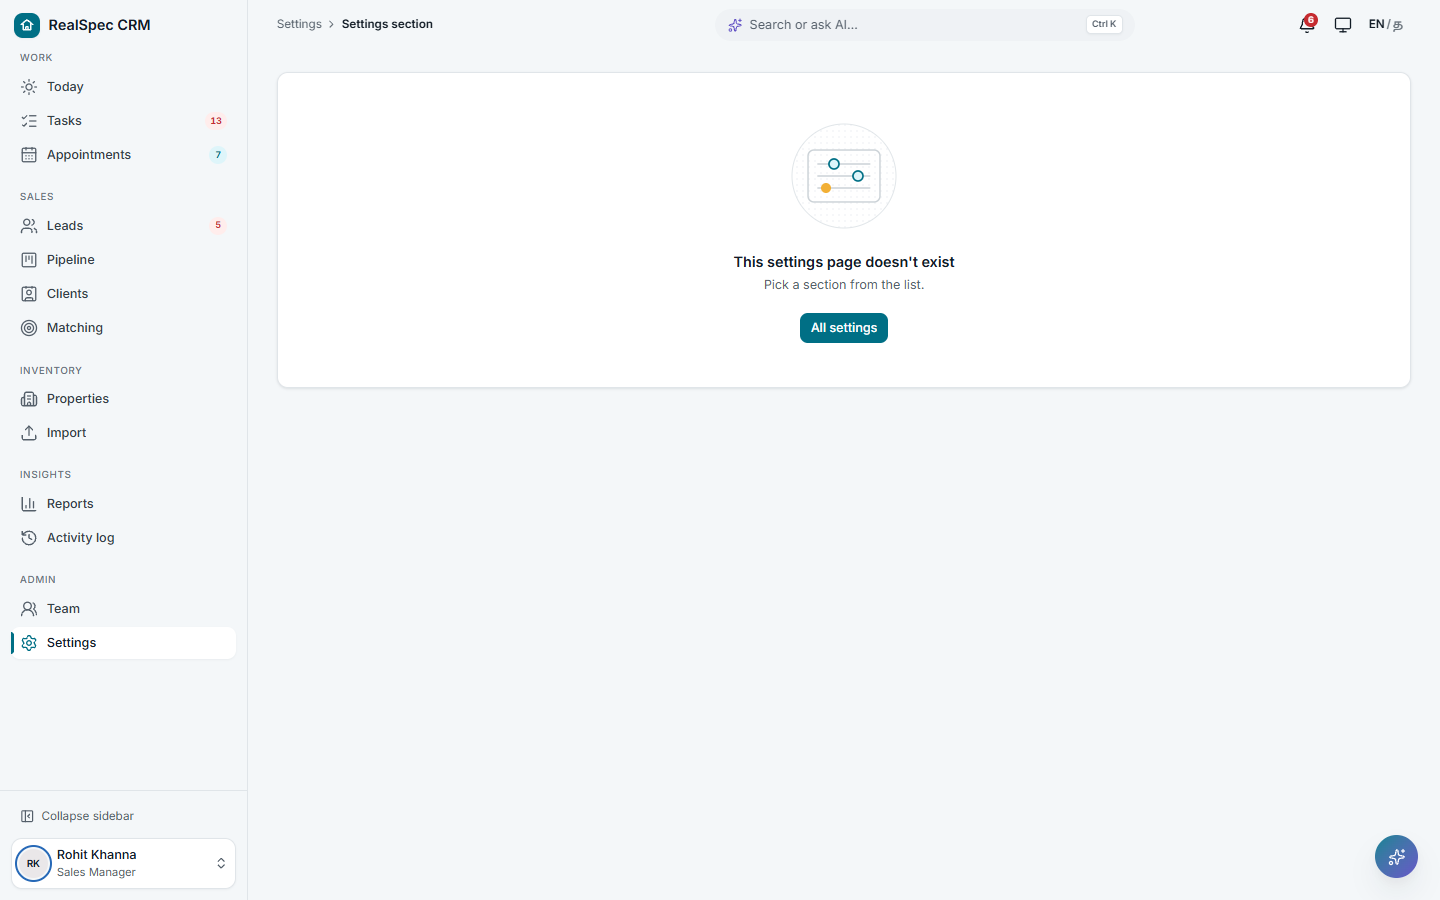 RealSpec CRM
WORK
Today
Tasks 13
Appointments 7
SALES
Leads 5
Pipeline
Clients
Matching
INVENTORY
Properties
Import
INSIGHTS
Reports
Activity log
ADMIN
Team
Settings
Collapse sidebar
RK
Rohit Khanna
Sales Manager
Settings > Settings section
Search or ask AI... Ctrl K
6
EN / த
This settings page doesn't exist
Pick a section from the list.
All settings